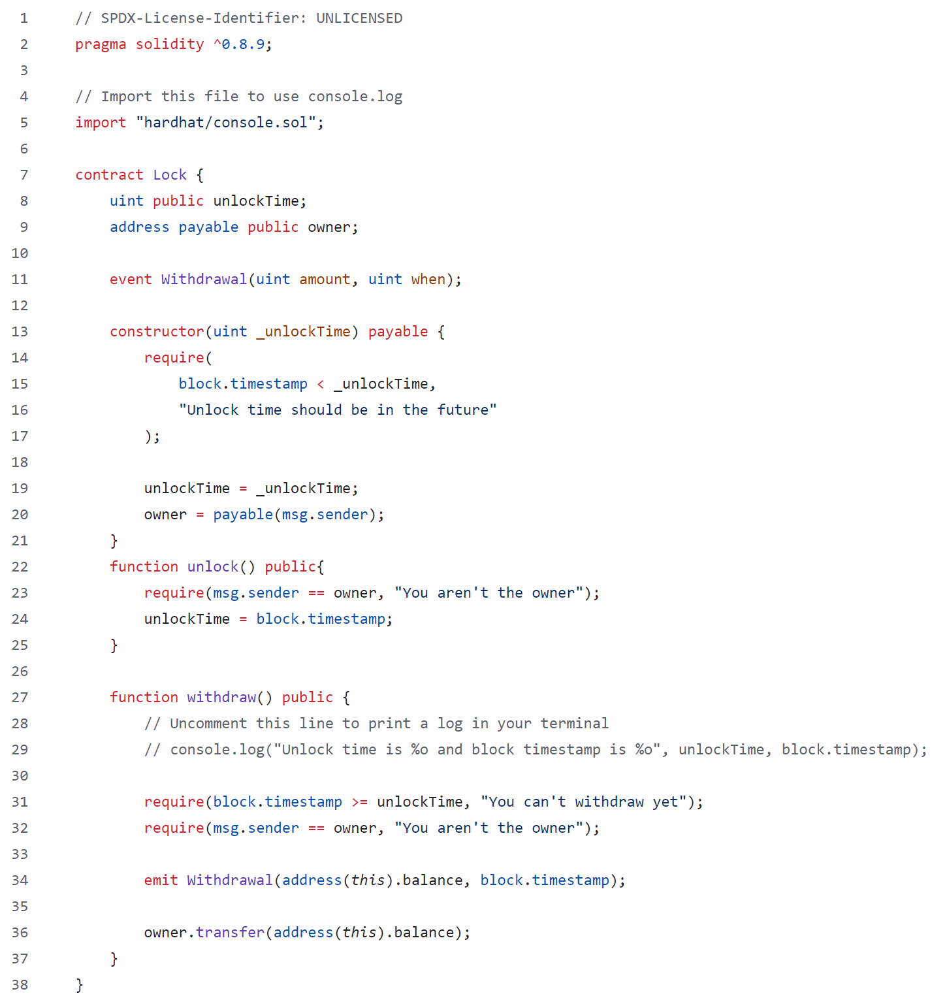 1 // SPDX-License-Identifier: UNLICENSED
2 pragma solidity ^0.8.9;
3
4 // Import this file to use console.log
5 import "hardhat/console.sol";
6
7 contract Lock {
8     uint public unlockTime;
9     address payable public owner;
10
11     event Withdrawal(uint amount, uint when);
12
13     constructor(uint _unlockTime) payable {
14         require(
15             block.timestamp < _unlockTime,
16             "Unlock time should be in the future"
17         );
18
19         unlockTime = _unlockTime;
20         owner = payable(msg.sender);
21     }
22     function unlock() public{
23         require(msg.sender == owner, "You aren't the owner");
24         unlockTime = block.timestamp;
25     }
26
27     function withdraw() public {
28         // Uncomment this line to print a log in your terminal
29         // console.log("Unlock time is %o and block timestamp is %o", unlockTime, block.timestamp);
30
31         require(block.timestamp >= unlockTime, "You can't withdraw yet");
32         require(msg.sender == owner, "You aren't the owner");
33
34         emit Withdrawal(address(this).balance, block.timestamp);
35
36         owner.transfer(address(this).balance);
37     }
38 }